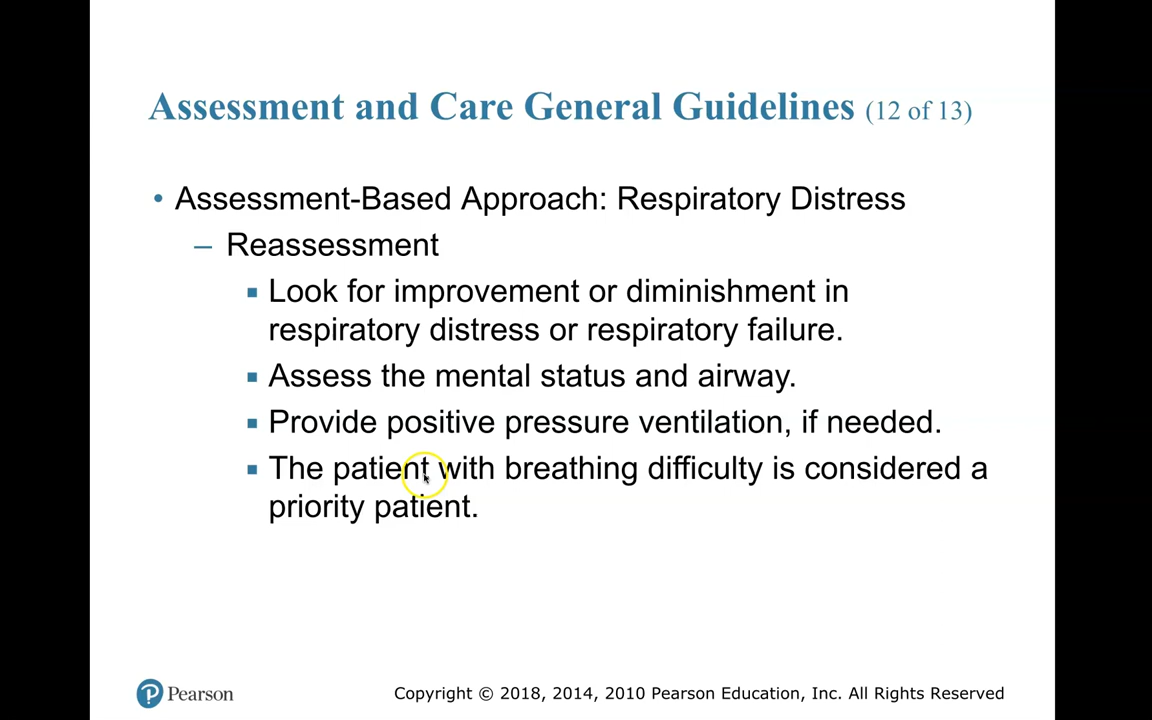 Assessment and Care General Guidelines (12 of 13)
• Assessment-Based Approach: Respiratory Distress
– Reassessment
▪ Look for improvement or diminishment in
respiratory distress or respiratory failure.
▪ Assess the mental status and airway.
▪ Provide positive pressure ventilation, if needed.
▪ The patient with breathing difficulty is considered a
priority patient.
P Pearson
Copyright © 2018, 2014, 2010 Pearson Education, Inc. All Rights Reserved